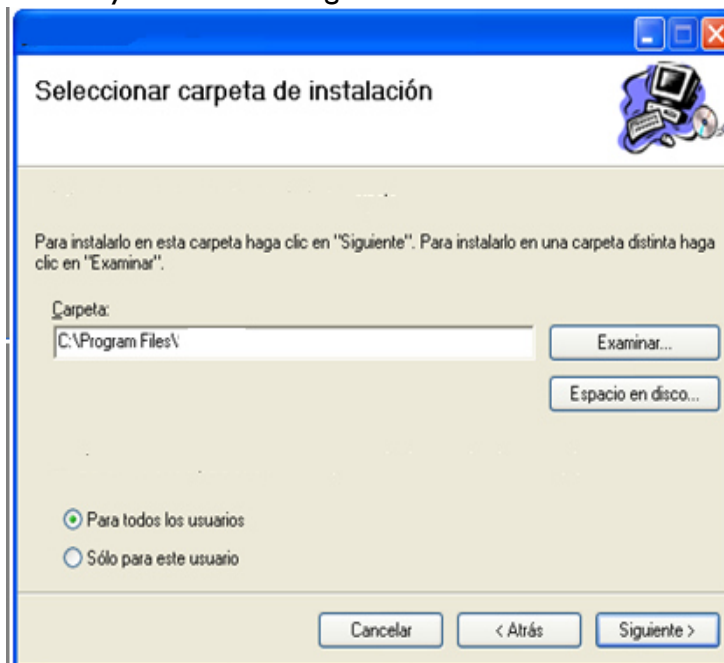 Seleccionar carpeta de instalación
Para instalarlo en esta carpeta haga clic en "Siguiente". Para instalarlo en una carpeta distinta haga
clic en "Examinar".
Carpeta:
C:\Program Files\
Examinar...
Espacio en disco...
Para todos los usuarios
Sólo para este usuario
Cancelar
< Atrás
Siguiente >